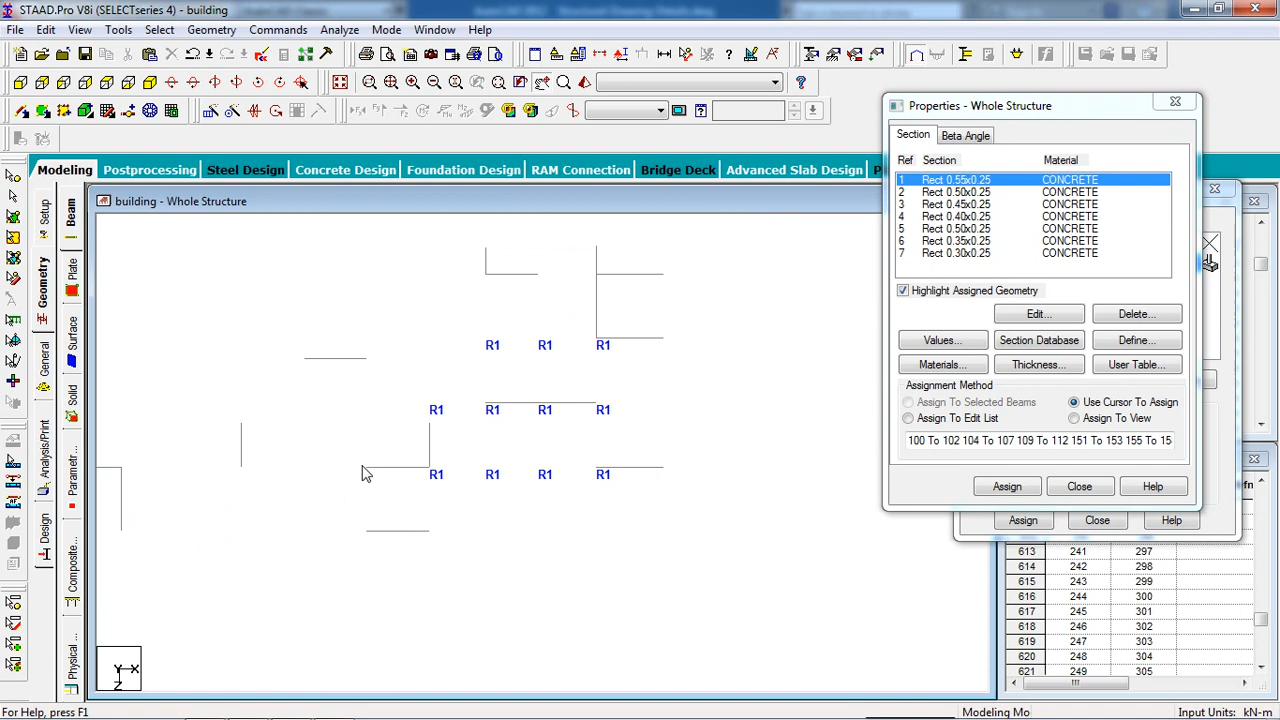 STAAD.Pro V8i (SELECTseries 4) - building
File Edit View Tools Select Geometry Commands Analyze Mode Window Help
Modeling Postprocessing Steel Design Concrete Design Foundation Design RAM Connection Bridge Deck Advanced Slab Design
building - Whole Structure
Setup
Geometry
General
Analysis/Print
Design
Beam
Plate
Surface
Solid
Parametr...
Composite...
Physical ...
R1 R1 R1
R1 R1 R1 R1
R1 R1 R1 R1
Y X
Z
Properties - Whole Structure
Section Beta Angle
Ref Section Material
1 Rect 0.55x0.25 CONCRETE
2 Rect 0.50x0.25 CONCRETE
3 Rect 0.45x0.25 CONCRETE
4 Rect 0.40x0.25 CONCRETE
5 Rect 0.50x0.25 CONCRETE
6 Rect 0.35x0.25 CONCRETE
7 Rect 0.30x0.25 CONCRETE
Highlight Assigned Geometry
Edit... Delete...
Values... Section Database Define...
Materials... Thickness... User Table...
Assignment Method
Assign To Selected Beams Use Cursor To Assign
Assign To Edit List Assign To View
100 To 102 104 To 107 109 To 112 151 To 153 155 To 15
Assign Close Help
Assign Close Help
613 241 297
614 242 298
615 243 299
616 244 300
617 245 301
618 246 302
619 247 303
620 248 304
621 249 305
For Help, press F1
Modeling Mo
Input Units: kN-m